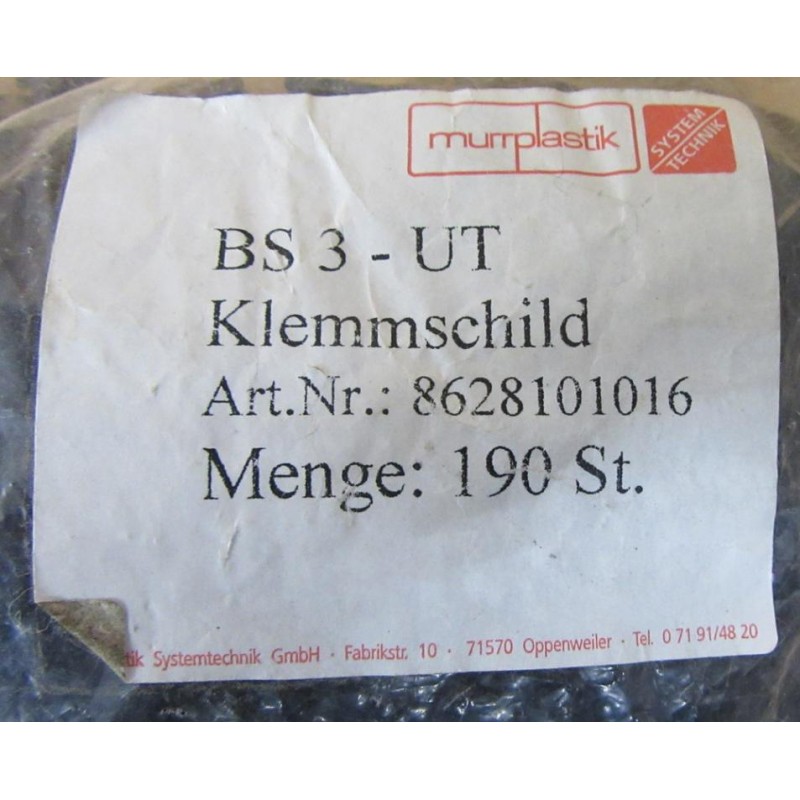 murrplastik
SYSTEM
TECHNIK
BS 3 - UT
Klemmschild
Art.Nr.: 8628101016
Menge: 190 St.
tik Systemtechnik GmbH · Fabrikstr. 10 · 71570 Oppenweiler · Tel. 0 71 91/48 20